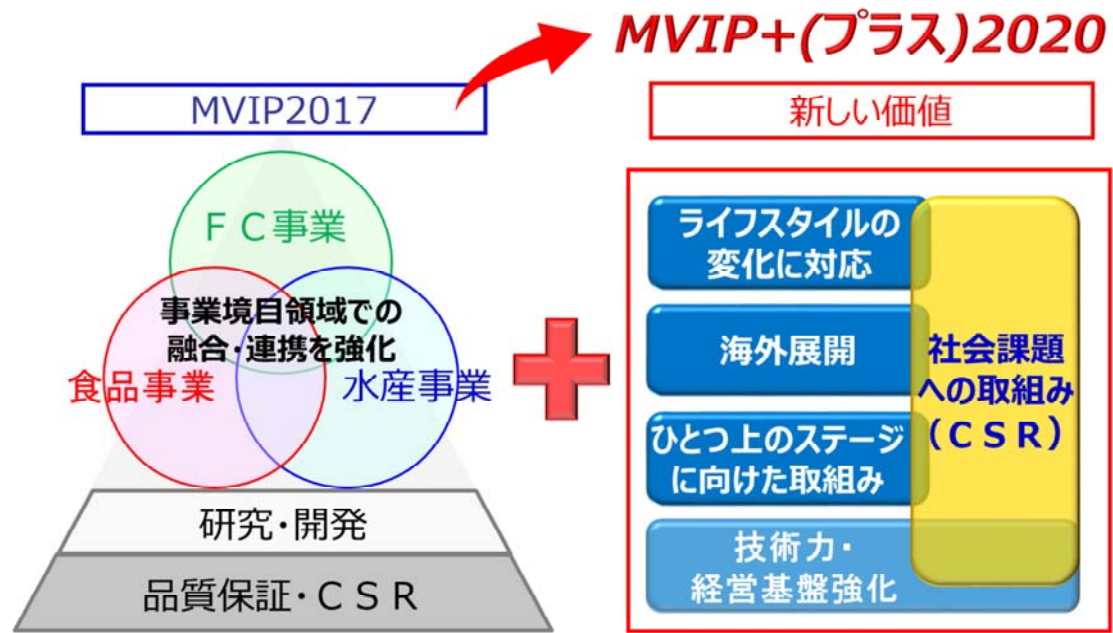 MVIP+(プラス)2020
MVIP2017
新しい価値
ＦＣ事業
事業境目領域での
融合・連携を強化
食品事業
水産事業
研究・開発
品質保証・ＣＳＲ
ライフスタイルの
変化に対応
海外展開
ひとつ上のステージ
に向けた取組み
技術力・
経営基盤強化
社会課題
への取組み
（ＣＳＲ）